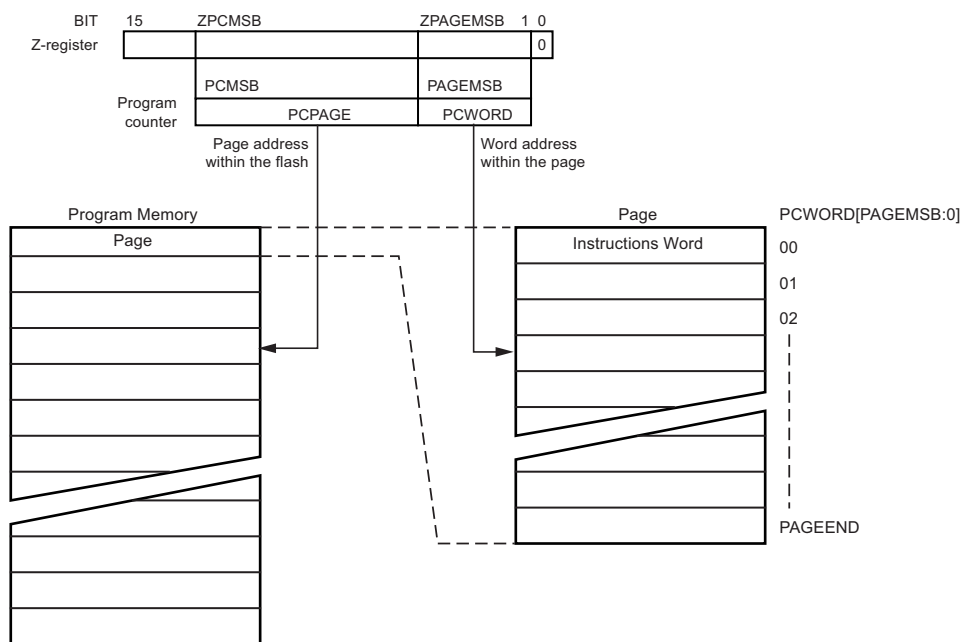 BIT 15 ZPCMSB ZPAGEMSB 1 0
Z-register 0
PCMSB PAGEMSB
Program
counter
PCPAGE PCWORD
Page address
within the flash
Word address
within the page
Program Memory
Page
Page
Instructions Word
PCWORD[PAGEMSB:0]
00
01
02
PAGEEND